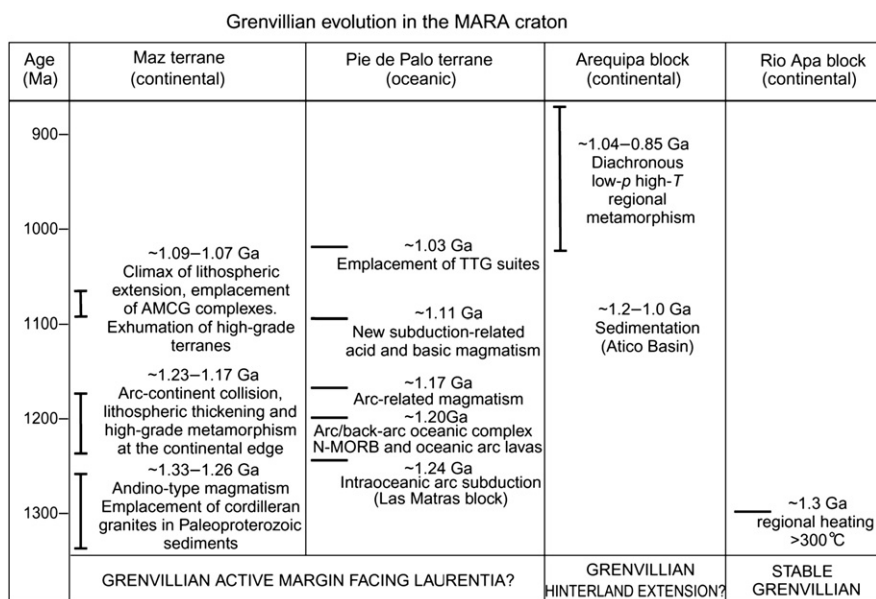 Grenvillian evolution in the MARA craton
Age
(Ma)
Maz terrane
(continental)
Pie de Palo terrane
(oceanic)
Arequipa block
(continental)
Rio Apa block
(continental)
900
1000
1100
1200
1300
~1.09–1.07 Ga
Climax of lithospheric
extension, emplacement
of AMCG complexes.
Exhumation of high-grade
terranes
~1.23–1.17 Ga
Arc-continent collision,
lithospheric thickening and
high-grade metamorphism
at the continental edge
~1.33–1.26 Ga
Andino-type magmatism
Emplacement of cordilleran
granites in Paleoproterozoic
sediments
~1.03 Ga
Emplacement of TTG suites
~1.11 Ga
New subduction-related
acid and basic magmatism
~1.17 Ga
Arc-related magmatism
~1.20Ga
Arc/back-arc oceanic complex
N-MORB and oceanic arc lavas
~1.24 Ga
Intraoceanic arc subduction
(Las Matras block)
~1.04–0.85 Ga
Diachronous
low-p high-T
regional
metamorphism
~1.2–1.0 Ga
Sedimentation
(Atico Basin)
~1.3 Ga
regional heating
>300°C
GRENVILLIAN ACTIVE MARGIN FACING LAURENTIA?
GRENVILLIAN
HINTERLAND EXTENSION?
STABLE
GRENVILLIAN